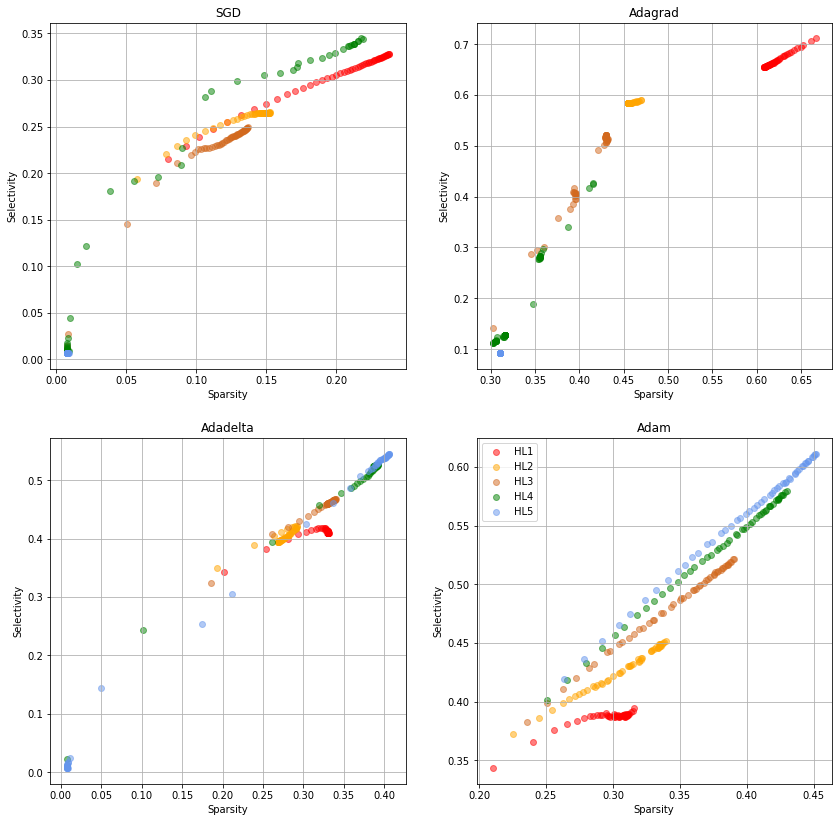 SGD
Selectivity
0.35
0.30
0.25
0.20
0.15
0.10
0.05
0.00
0.00 0.05 0.10 0.15 0.20
Sparsity
Adagrad
Selectivity
0.7
0.6
0.5
0.4
0.3
0.2
0.1
0.30 0.35 0.40 0.45 0.50 0.55 0.60 0.65
Sparsity
Adadelta
Selectivity
0.5
0.4
0.3
0.2
0.1
0.0
0.00 0.05 0.10 0.15 0.20 0.25 0.30 0.35 0.40
Sparsity
Adam
HL1
HL2
HL3
HL4
HL5
Selectivity
0.60
0.55
0.50
0.45
0.40
0.35
0.20 0.25 0.30 0.35 0.40 0.45
Sparsity